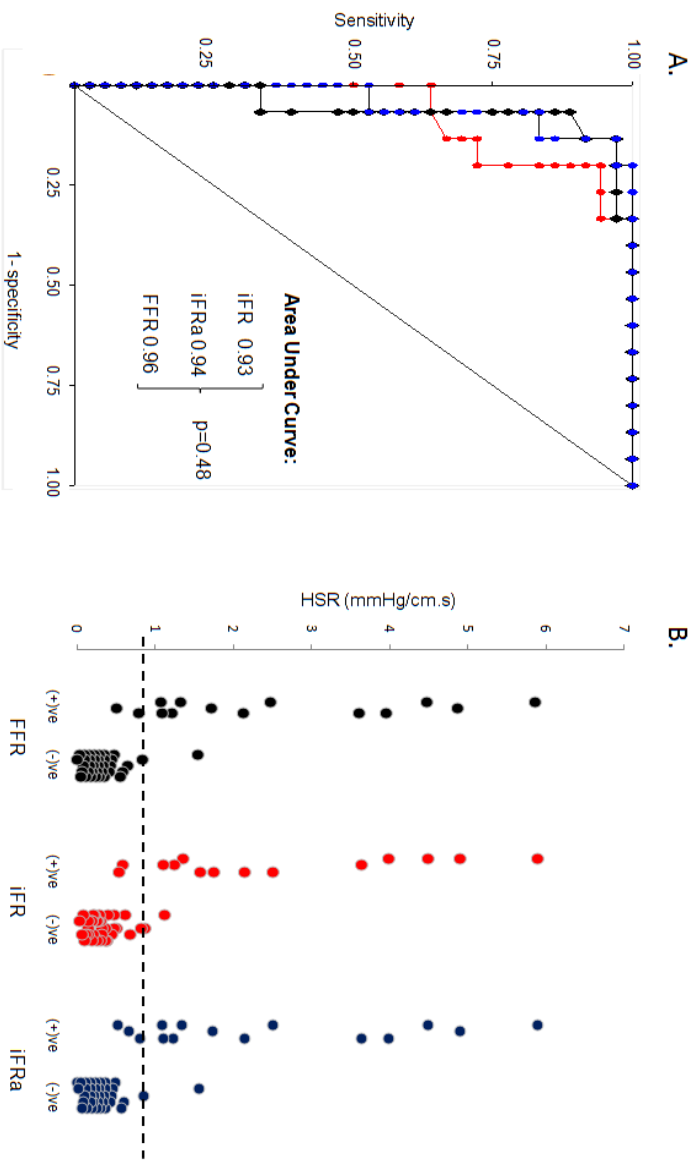 A.
Sensitivity
1.00
0.75
0.50
0.25
0.25
0.50
0.75
1.00
1- specificity
Area Under Curve:
iFR 0.93
iFRa 0.94
FFR 0.96
p=0.48
B.
HSR (mmHg/cm.s)
7
6
5
4
3
2
1
0
(+)ve (-)ve (+)ve (-)ve (+)ve (-)ve
FFR iFR iFRa